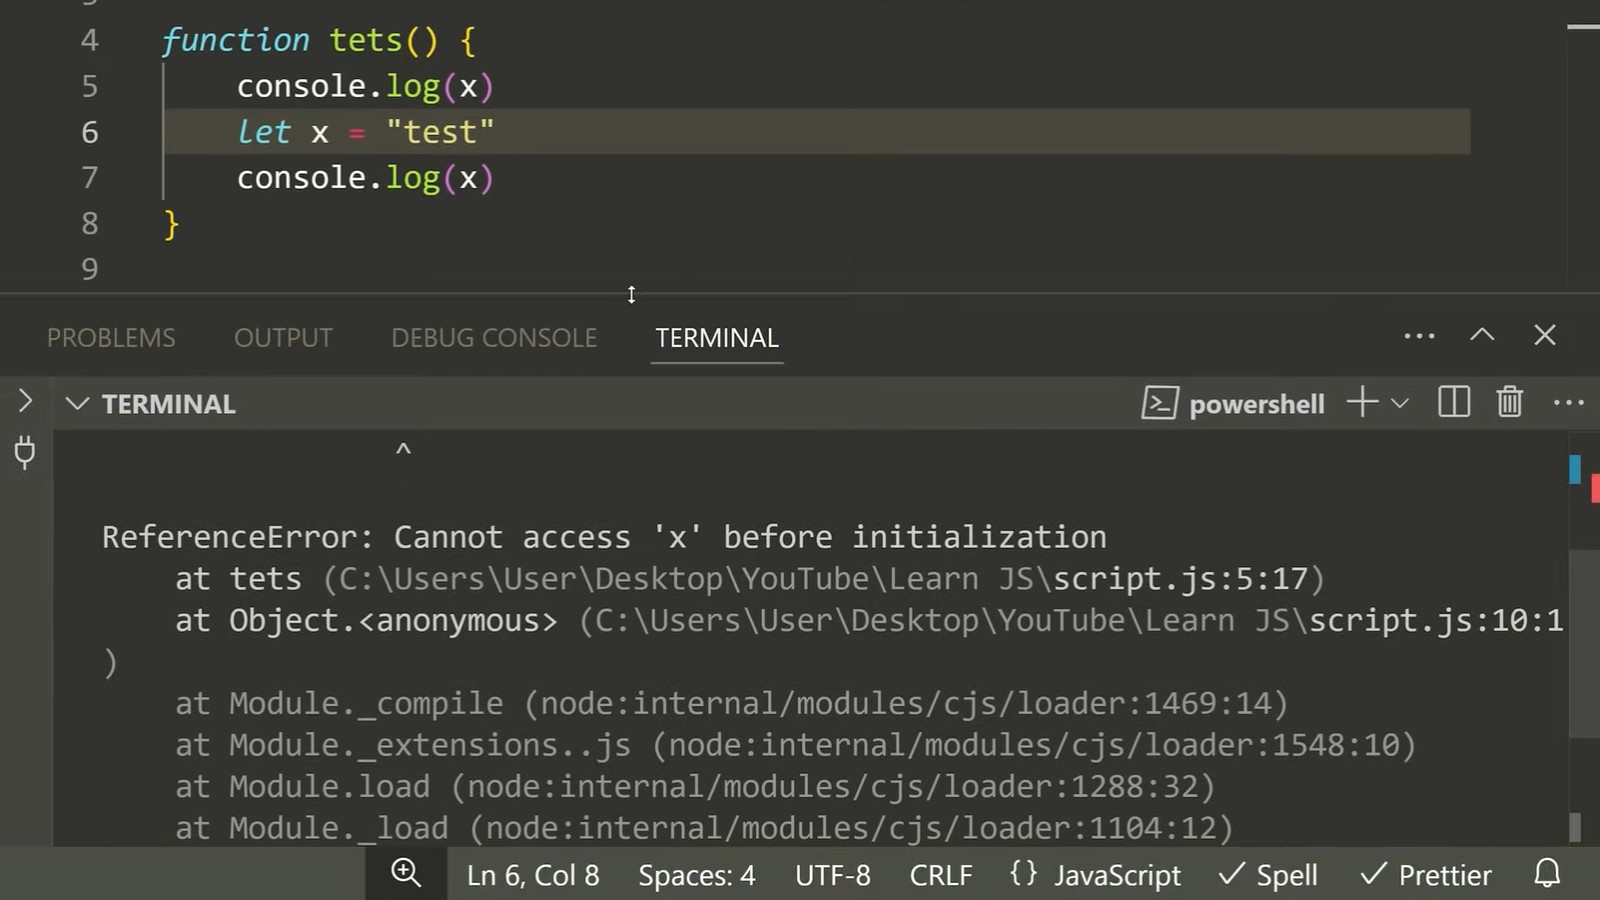 4 function tets() {
5 console.log(x)
6 let x = "test"
7 console.log(x)
8 }
9
PROBLEMS OUTPUT DEBUG CONSOLE TERMINAL
TERMINAL powershell
^
ReferenceError: Cannot access 'x' before initialization
at tets (C:\Users\User\Desktop\YouTube\Learn JS\script.js:5:17)
at Object.<anonymous> (C:\Users\User\Desktop\YouTube\Learn JS\script.js:10:1
)
at Module._compile (node:internal/modules/cjs/loader:1469:14)
at Module._extensions..js (node:internal/modules/cjs/loader:1548:10)
at Module.load (node:internal/modules/cjs/loader:1288:32)
at Module._load (node:internal/modules/cjs/loader:1104:12)
Ln 6, Col 8 Spaces: 4 UTF-8 CRLF {} JavaScript Spell Prettier